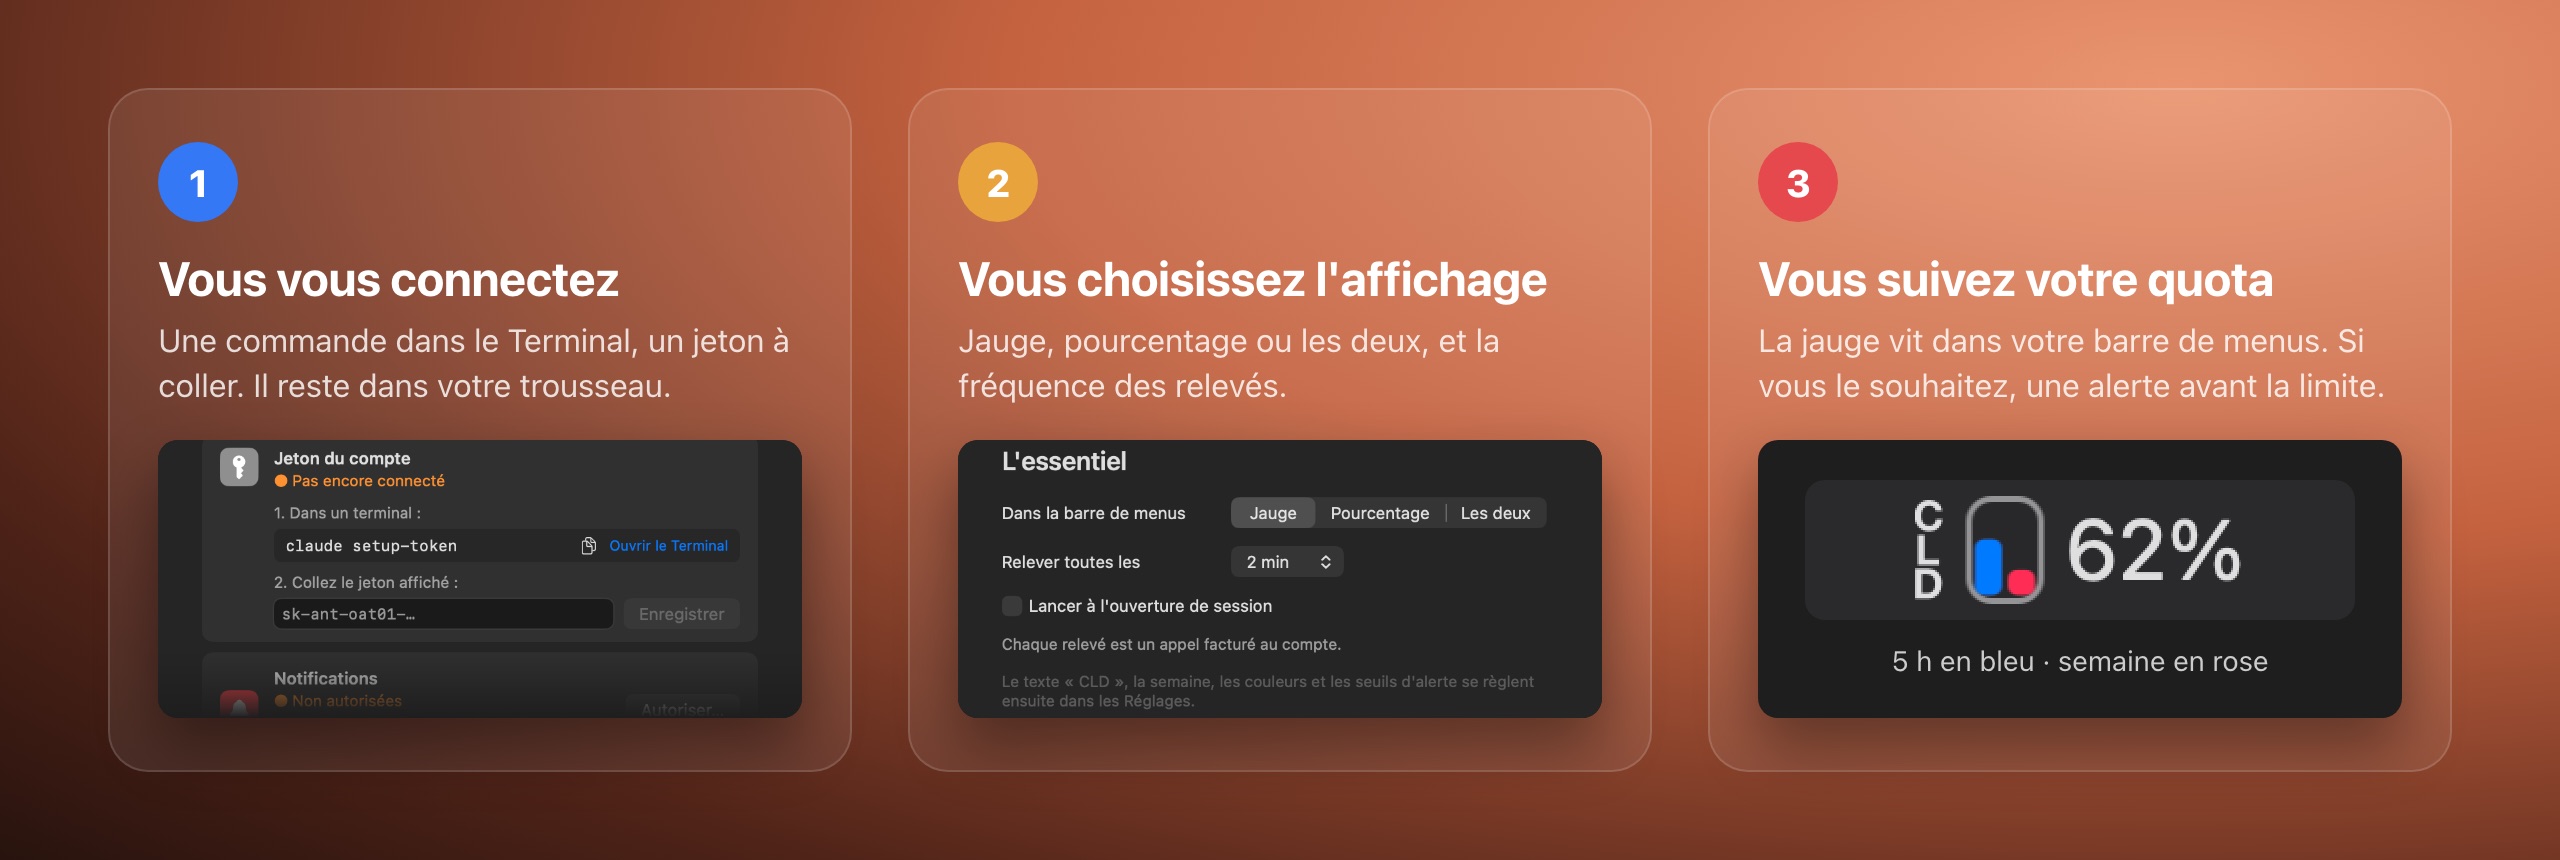 1
Vous vous connectez
Une commande dans le Terminal, un jeton à
coller. Il reste dans votre trousseau.
Jeton du compte
Pas encore connecté
1. Dans un terminal :
claude setup-token
Ouvrir le Terminal
2. Collez le jeton affiché :
sk-ant-oat01-…
Enregistrer
Notifications
Non autorisées
Autoriser…
2
Vous choisissez l'affichage
Jauge, pourcentage ou les deux, et la
fréquence des relevés.
L'essentiel
Dans la barre de menus
Jauge
Pourcentage
Les deux
Relever toutes les
2 min
Lancer à l'ouverture de session
Chaque relevé est un appel facturé au compte.
Le texte « CLD », la semaine, les couleurs et les seuils d'alerte se règlent
ensuite dans les Réglages.
3
Vous suivez votre quota
La jauge vit dans votre barre de menus. Si
vous le souhaitez, une alerte avant la limite.
CLD
62%
5 h en bleu · semaine en rose